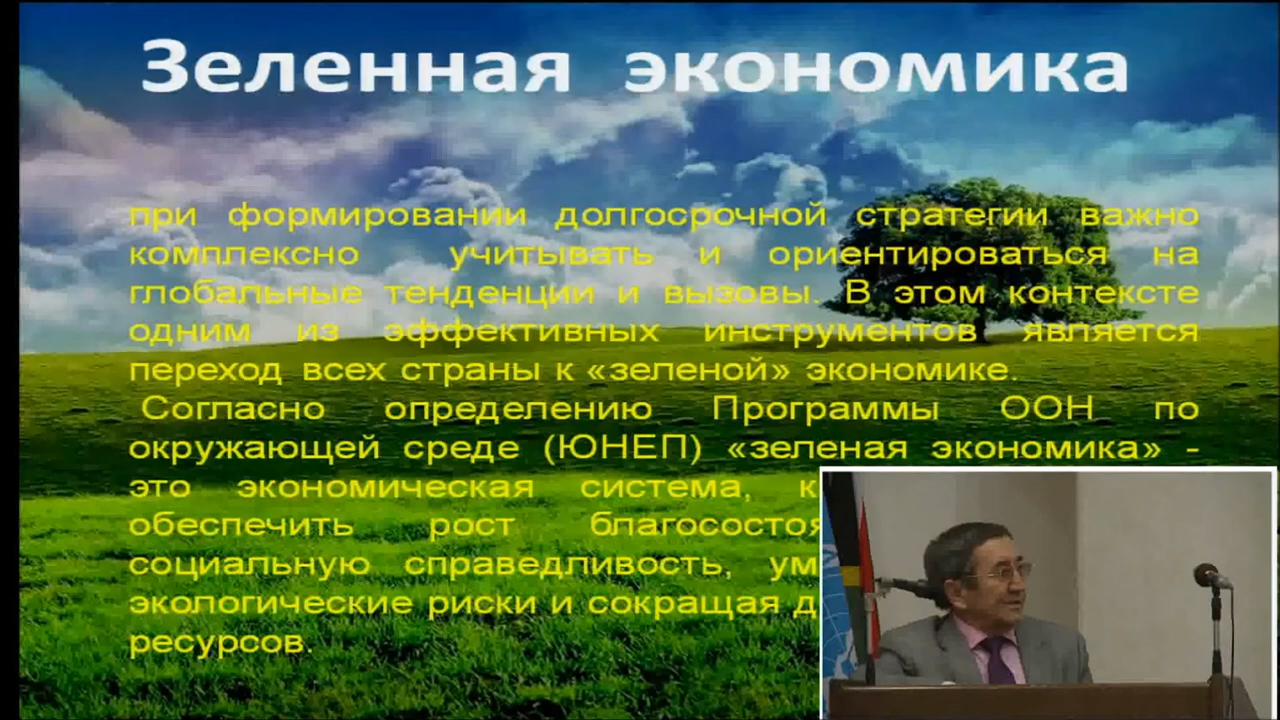 Зеленная экономика
при формировании долгосрочной стратегии важно
комплексно учитывать и ориентироваться на
глобальные тенденции и вызовы. В этом контексте
одним из эффективных инструментов является
переход всех страны к «зеленой» экономике.
Согласно определению Программы ООН по
окружающей среде (ЮНЕП) «зеленая экономика» -
это экономическая система,
обеспечить рост
социальную справедливость,
экологические риски и сокращая
ресурсов.